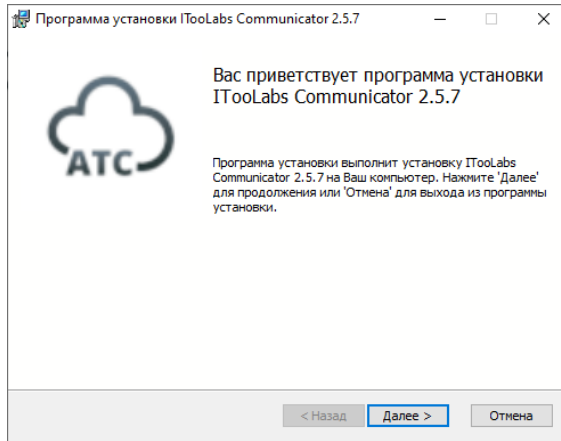 Программа установки ITooLabs Communicator 2.5.7
Вас приветствует программа установки
ITooLabs Communicator 2.5.7
АТС
Программа установки выполнит установку ITooLabs
Communicator 2.5.7 на Ваш компьютер. Нажмите 'Далее'
для продолжения или 'Отмена' для выхода из программы
установки.
< Назад
Далее >
Отмена